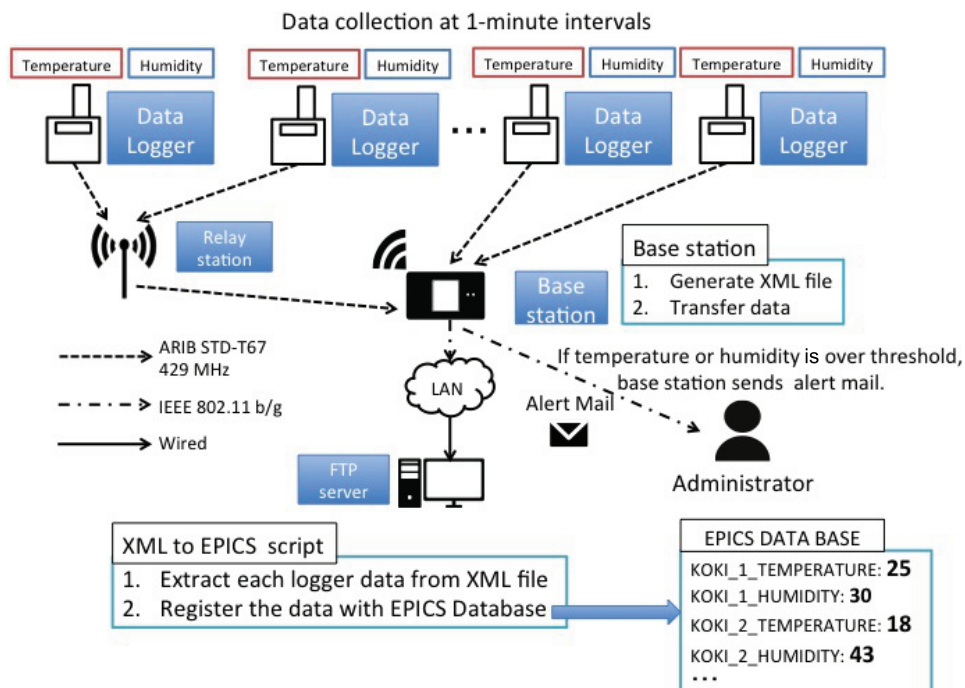 Data collection at 1-minute intervals
Temperature Humidity Temperature Humidity Temperature Humidity Temperature Humidity
Data Logger
Data Logger
...
Data Logger
Data Logger
Relay
station
Base
station
Base station
1. Generate XML file
2. Transfer data
ARIB STD-T67
429 MHz
IEEE 802.11 b/g
Wired
LAN
If temperature or humidity is over threshold,
base station sends alert mail.
Alert Mail
Administrator
FTP
server
XML to EPICS script
1. Extract each logger data from XML file
2. Register the data with EPICS Database
EPICS DATA BASE
KOKI_1_TEMPERATURE: 25
KOKI_1_HUMIDITY: 30
KOKI_2_TEMPERATURE: 18
KOKI_2_HUMIDITY: 43
...